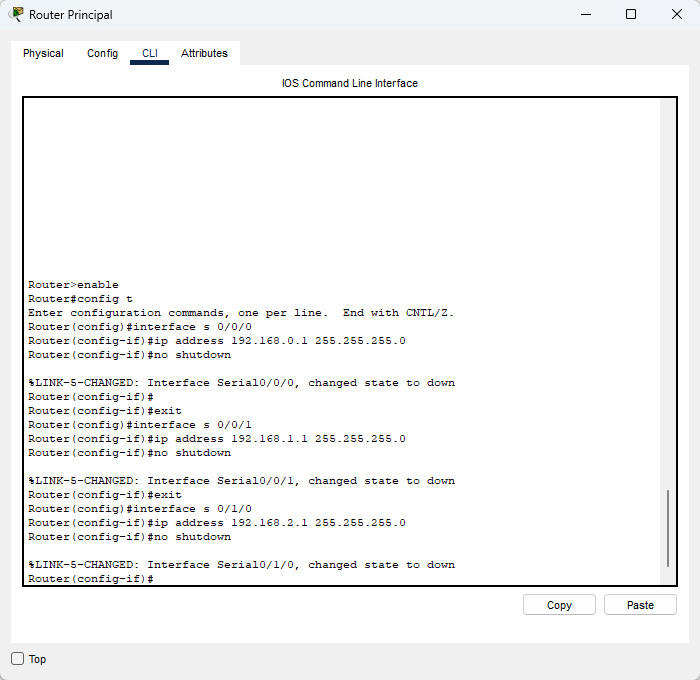 Router Principal
Physical Config CLI Attributes
IOS Command Line Interface
Router>enable
Router#config t
Enter configuration commands, one per line.  End with CNTL/Z.
Router(config)#interface s 0/0/0
Router(config-if)#ip address 192.168.0.1 255.255.255.0
Router(config-if)#no shutdown
%LINK-5-CHANGED: Interface Serial0/0/0, changed state to down
Router(config-if)#
Router(config-if)#exit
Router(config)#interface s 0/0/1
Router(config-if)#ip address 192.168.1.1 255.255.255.0
Router(config-if)#no shutdown
%LINK-5-CHANGED: Interface Serial0/0/1, changed state to down
Router(config-if)#exit
Router(config)#interface s 0/1/0
Router(config-if)#ip address 192.168.2.1 255.255.255.0
Router(config-if)#no shutdown
%LINK-5-CHANGED: Interface Serial0/1/0, changed state to down
Router(config-if)#
Copy Paste
Top